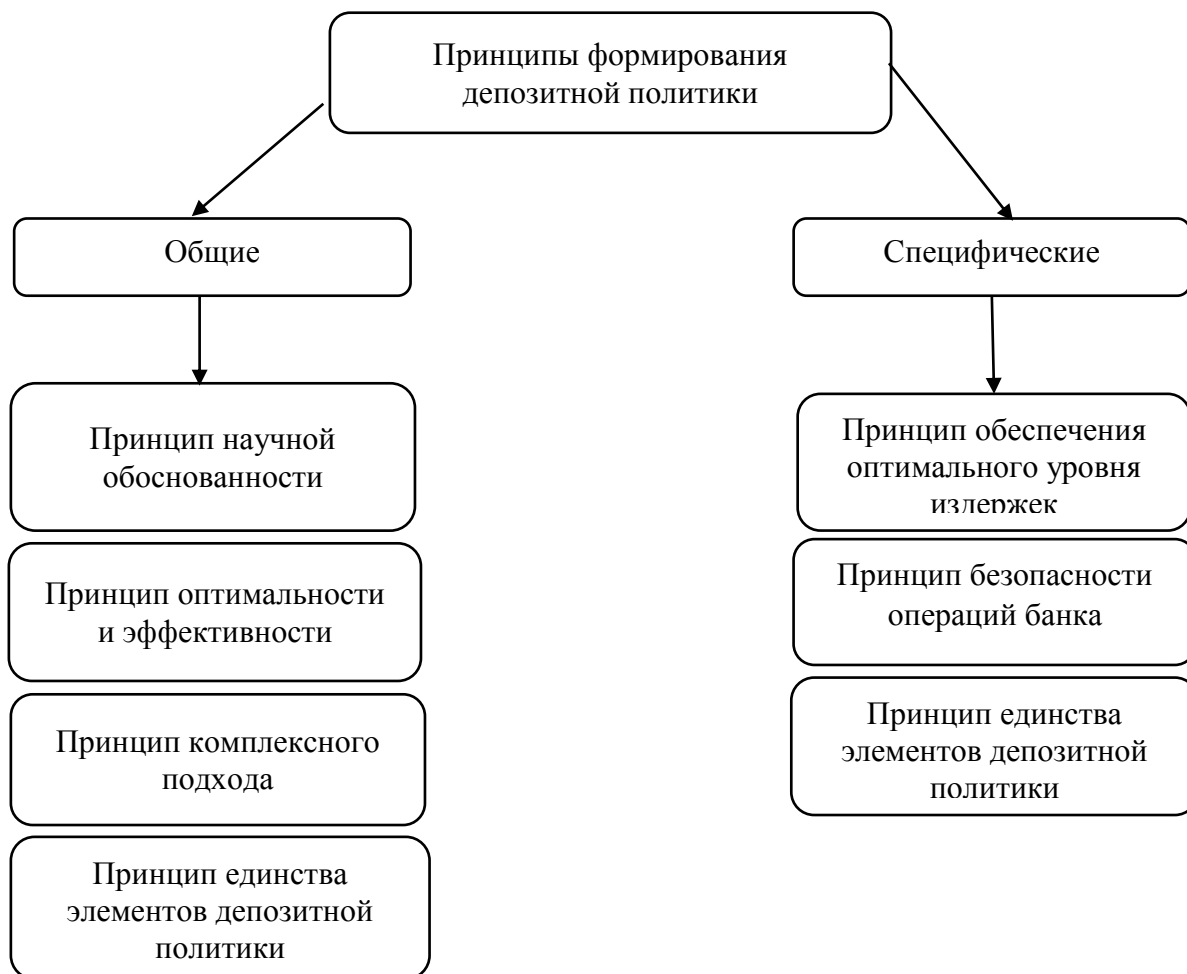 Принципы формирования
депозитной политики
Общие
Специфические
Принцип научной
обоснованности
Принцип оптимальности
и эффективности
Принцип комплексного
подхода
Принцип единства
элементов депозитной
политики
Принцип обеспечения
оптимального уровня
издержек
Принцип безопасности
операций банка
Принцип единства
элементов депозитной
политики